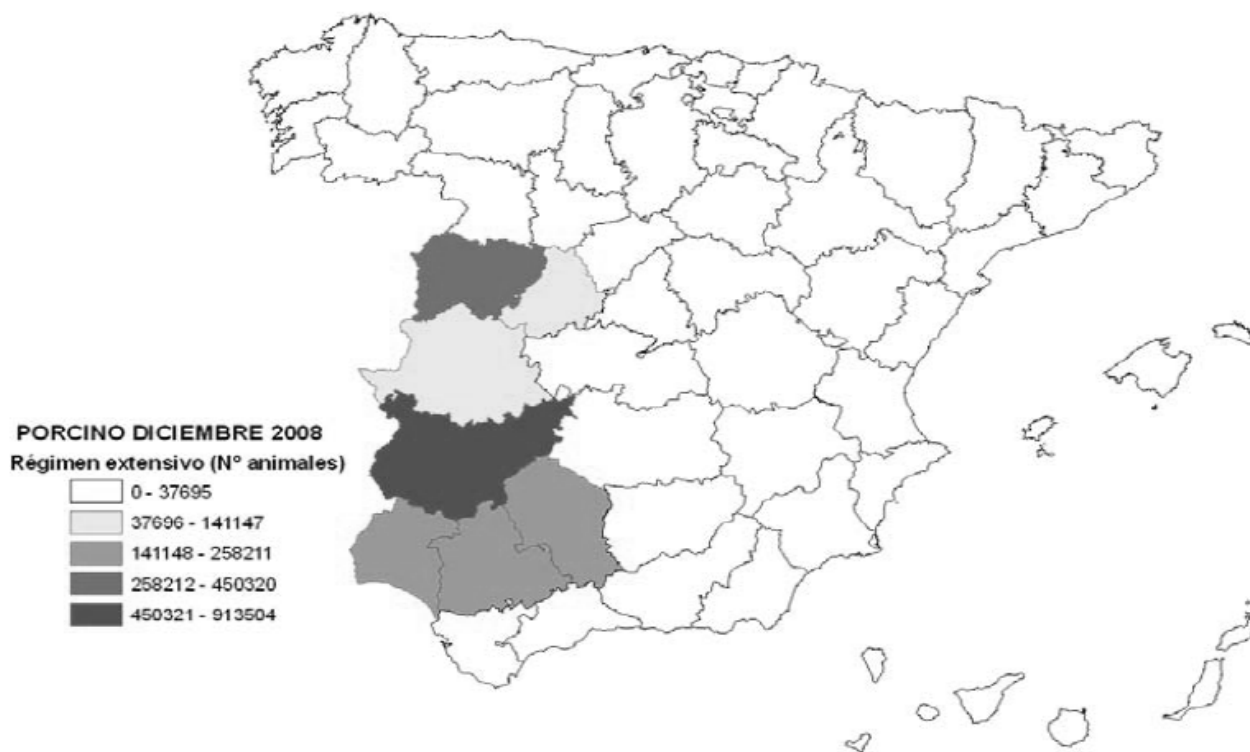 PORCINO DICIEMBRE 2008
Régimen extensivo (Nº animales)
0 - 37695
37696 - 141147
141148 - 258211
258212 - 450320
450321 - 913504